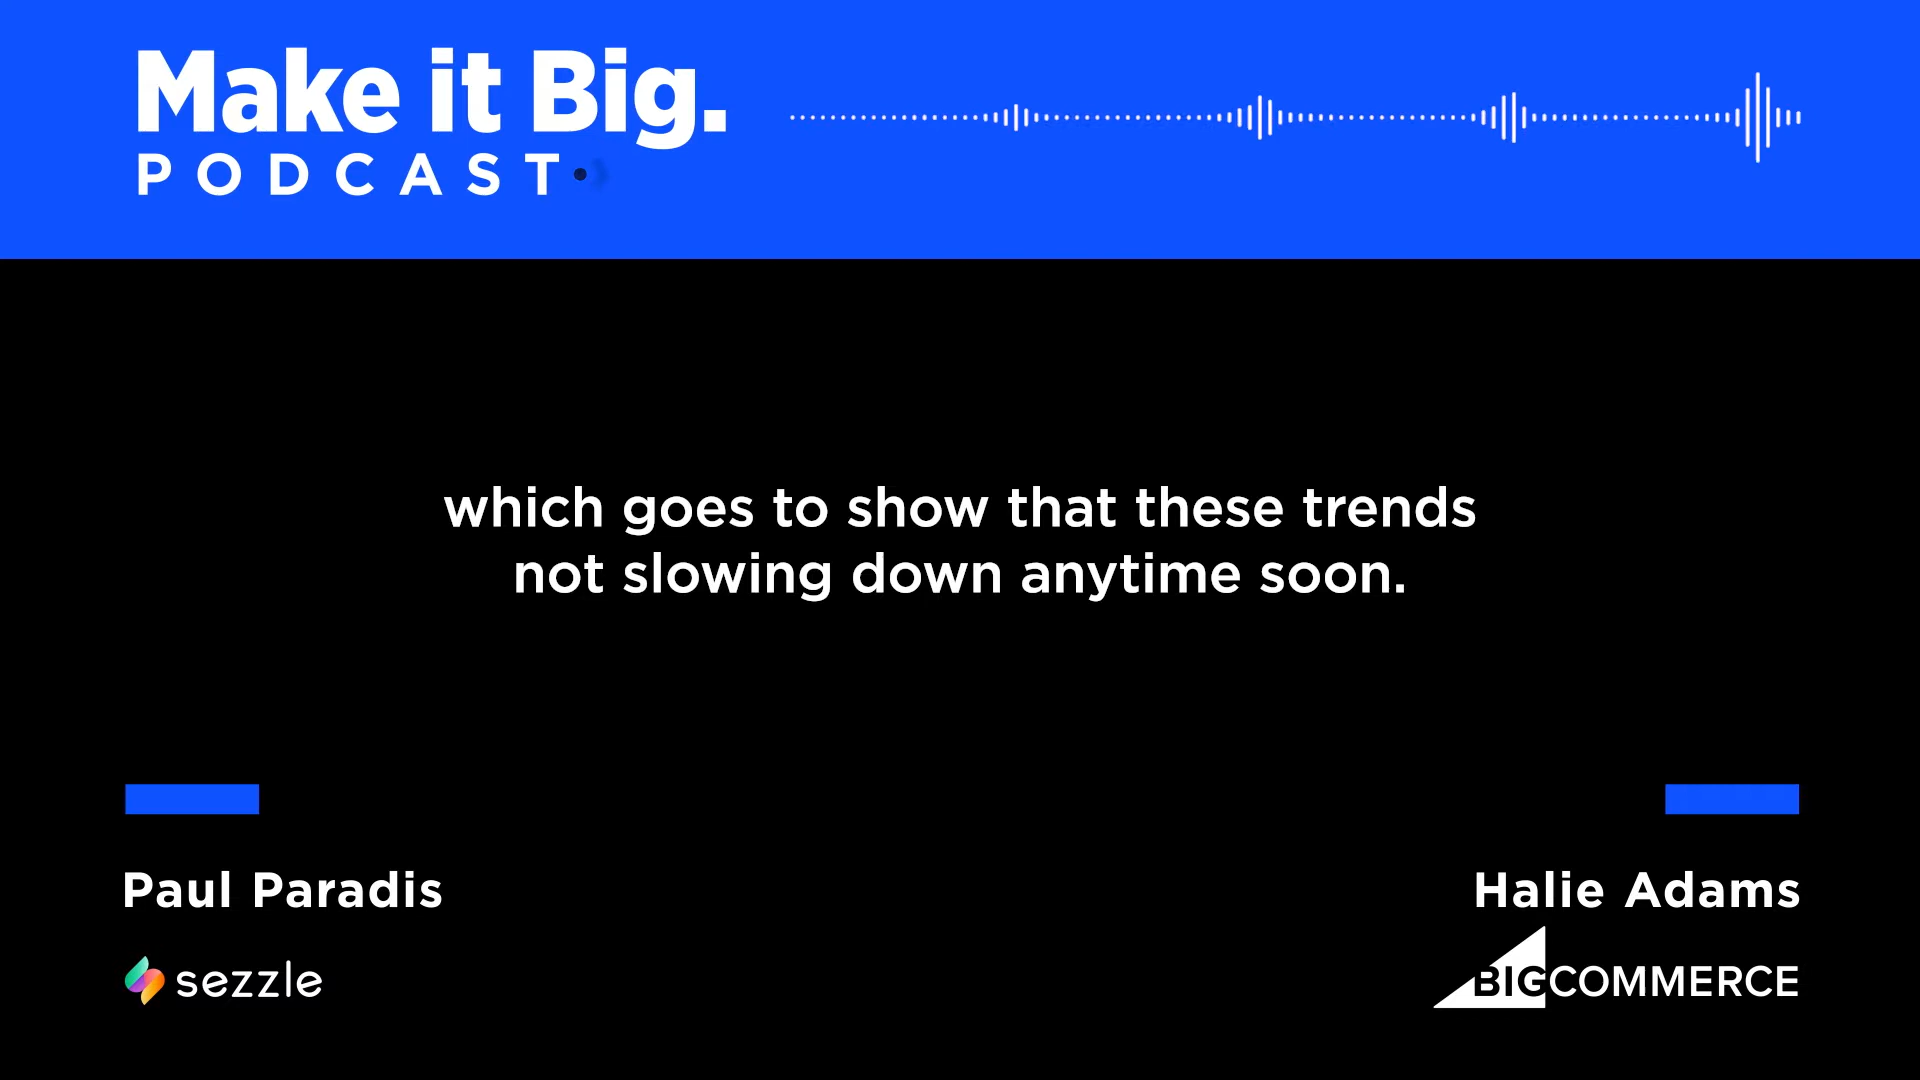 Make it Big.
PODCAST
which goes to show that these trends
not slowing down anytime soon.
Paul Paradis
Halie Adams
sezzle
BIGCOMMERCE